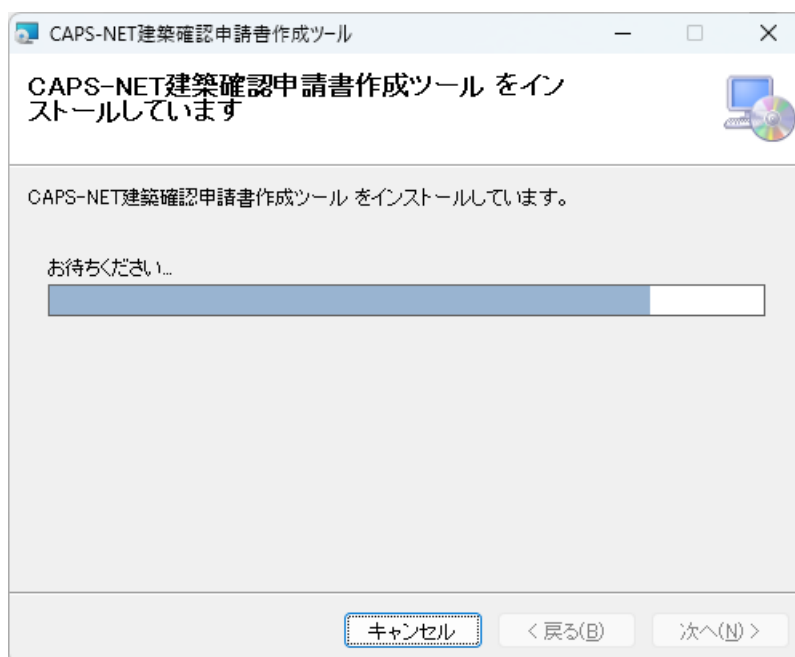 CAPS-NET建築確認申請書作成ツール
CAPS-NET建築確認申請書作成ツール をイン
ストールしています
CAPS-NET建築確認申請書作成ツール をインストールしています。
お待ちください...
キャンセル
< 戻る(B)
次へ(N) >